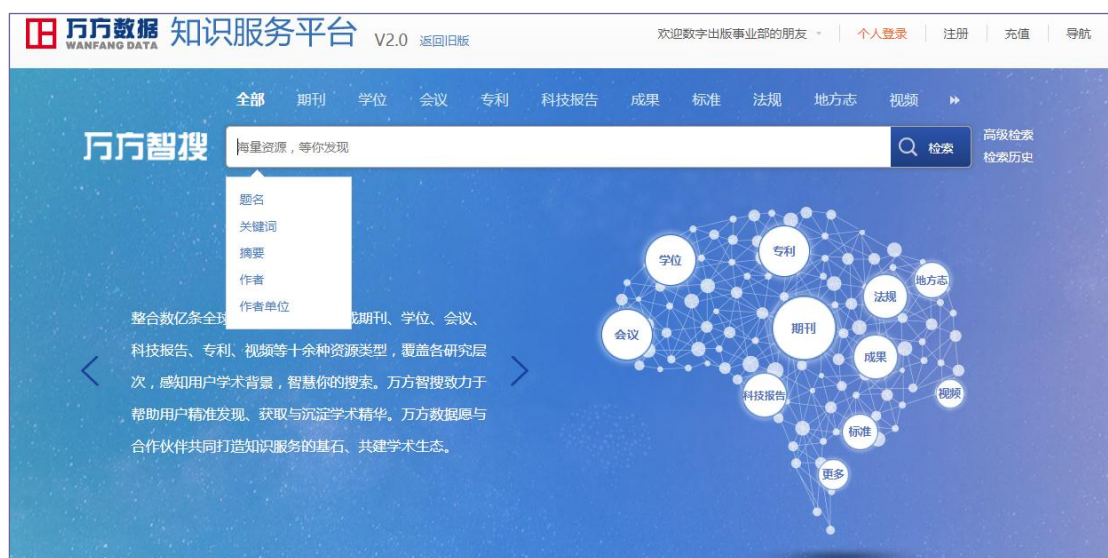 万方数据 知识服务平台 V2.0 返回旧版 欢迎数字出版事业部的朋友 个人登录 注册 充值 导航
WANFANG DATA
全部 期刊 学位 会议 专利 科技报告 成果 标准 法规 地方志 视频
万方智搜 海量资源，等你发现 检索 高级检索
检索历史
题名
关键词
摘要
作者
作者单位
整合数亿条全球 期刊、学位、会议、
科技报告、专利、视频等十余种资源类型，覆盖各研究层
次，感知用户学术背景，智慧你的搜索。万方智搜致力于
帮助用户精准发现、获取与沉淀学术精华。万方数据愿与
合作伙伴共同打造知识服务的基石、共建学术生态。
学位
专利
地方志
法规
会议
期刊
成果
科技报告
视频
标准
更多